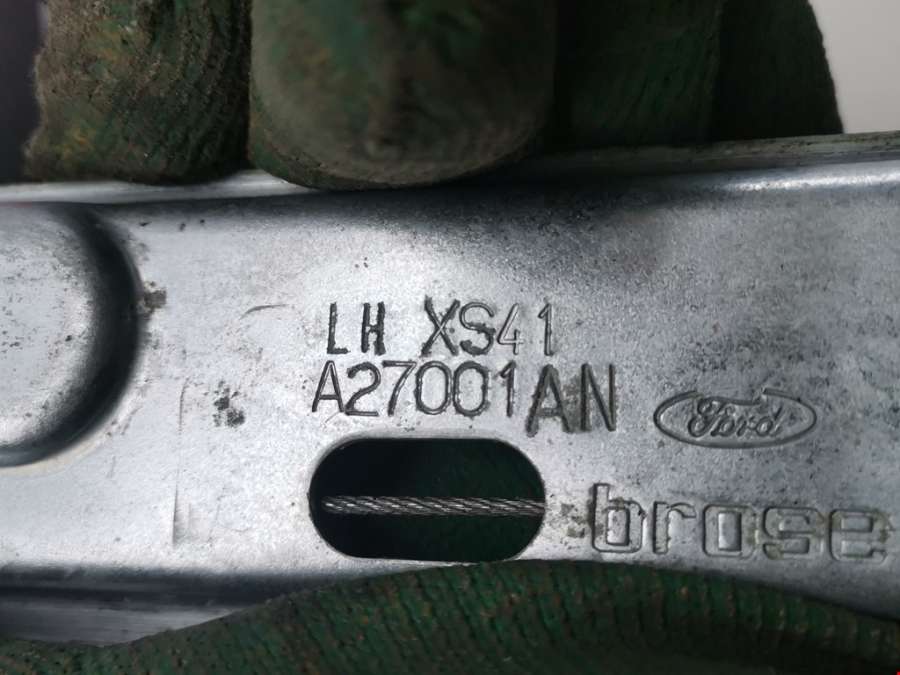 LH XS41
A27001AN
Ford
brose